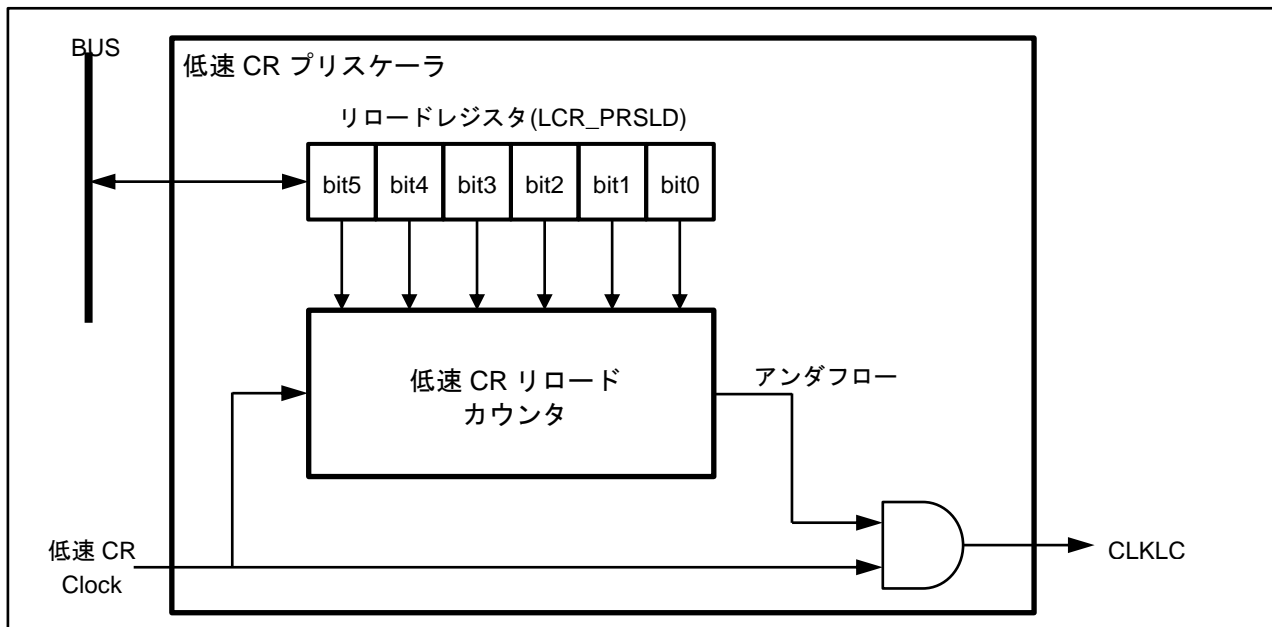 BUS
低速 CR プリスケーラ
リロードレジスタ(LCR_PRSLD)
bit5 bit4 bit3 bit2 bit1 bit0
低速 CR リロード
カウンタ
アンダフロー
低速 CR
Clock
CLKLC